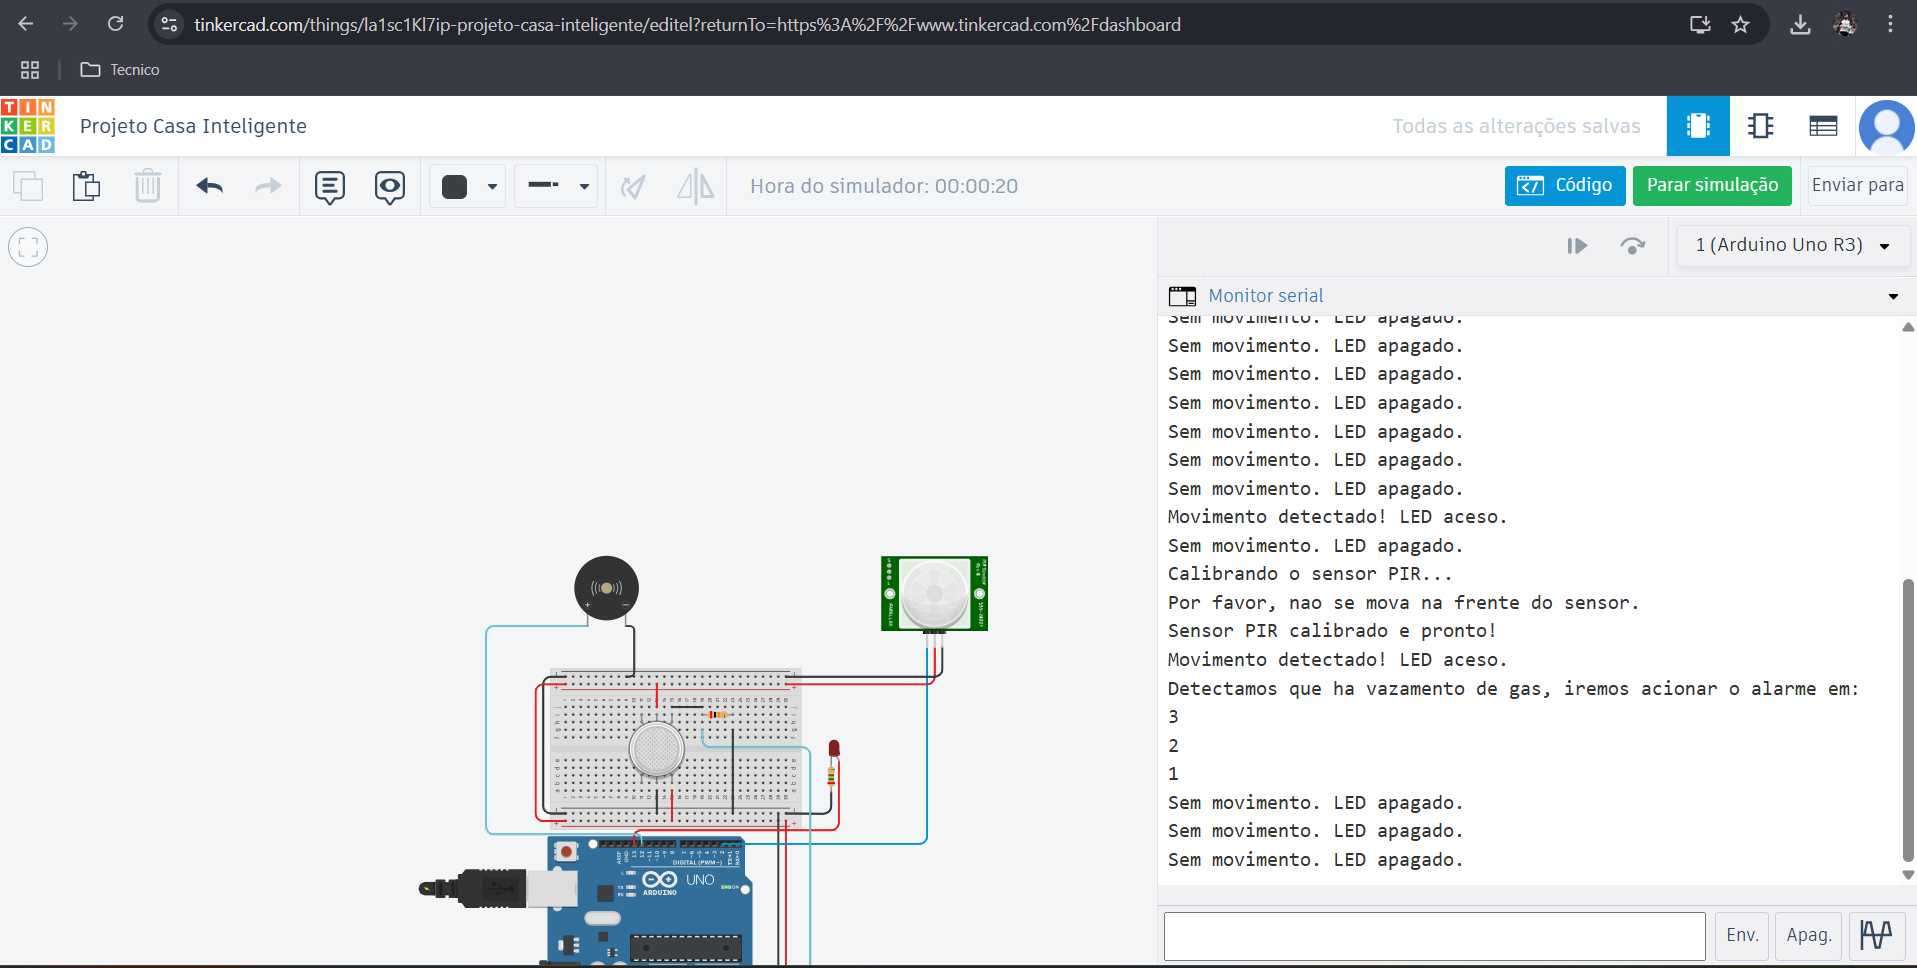 tinkercad.com/things/la1sc1Kl7ip-projeto-casa-inteligente/editel?returnTo=https%3A%2F%2Fwww.tinkercad.com%2Fdashboard
Tecnico
TINKERCAD
Projeto Casa Inteligente
Todas as alterações salvas
Hora do simulador: 00:00:20
Código
Parar simulação
Enviar para
1 (Arduino Uno R3)
Monitor serial
Sem movimento. LED apagado.
Sem movimento. LED apagado.
Sem movimento. LED apagado.
Sem movimento. LED apagado.
Sem movimento. LED apagado.
Sem movimento. LED apagado.
Sem movimento. LED apagado.
Movimento detectado! LED aceso.
Sem movimento. LED apagado.
Calibrando o sensor PIR...
Por favor, nao se mova na frente do sensor.
Sensor PIR calibrado e pronto!
Movimento detectado! LED aceso.
Detectamos que ha vazamento de gas, iremos acionar o alarme em:
3
2
1
Sem movimento. LED apagado.
Sem movimento. LED apagado.
Sem movimento. LED apagado.
DIGITAL (PWM~)
UNO
ARDUINO
ON
Env.
Apag.